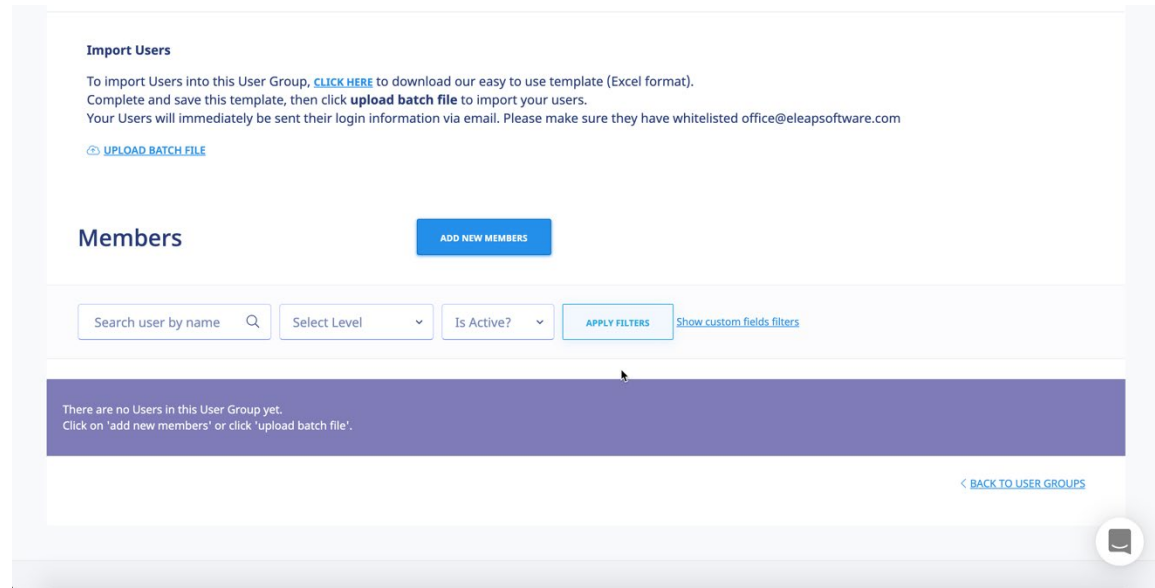 Import Users
To import Users into this User Group, CLICK HERE to download our easy to use template (Excel format).
Complete and save this template, then click upload batch file to import your users.
Your Users will immediately be sent their login information via email. Please make sure they have whitelisted office@eleapsoftware.com
UPLOAD BATCH FILE
Members
ADD NEW MEMBERS
Search user by name
Select Level
Is Active?
APPLY FILTERS
Show custom fields filters
There are no Users in this User Group yet.
Click on 'add new members' or click 'upload batch file'.
< BACK TO USER GROUPS